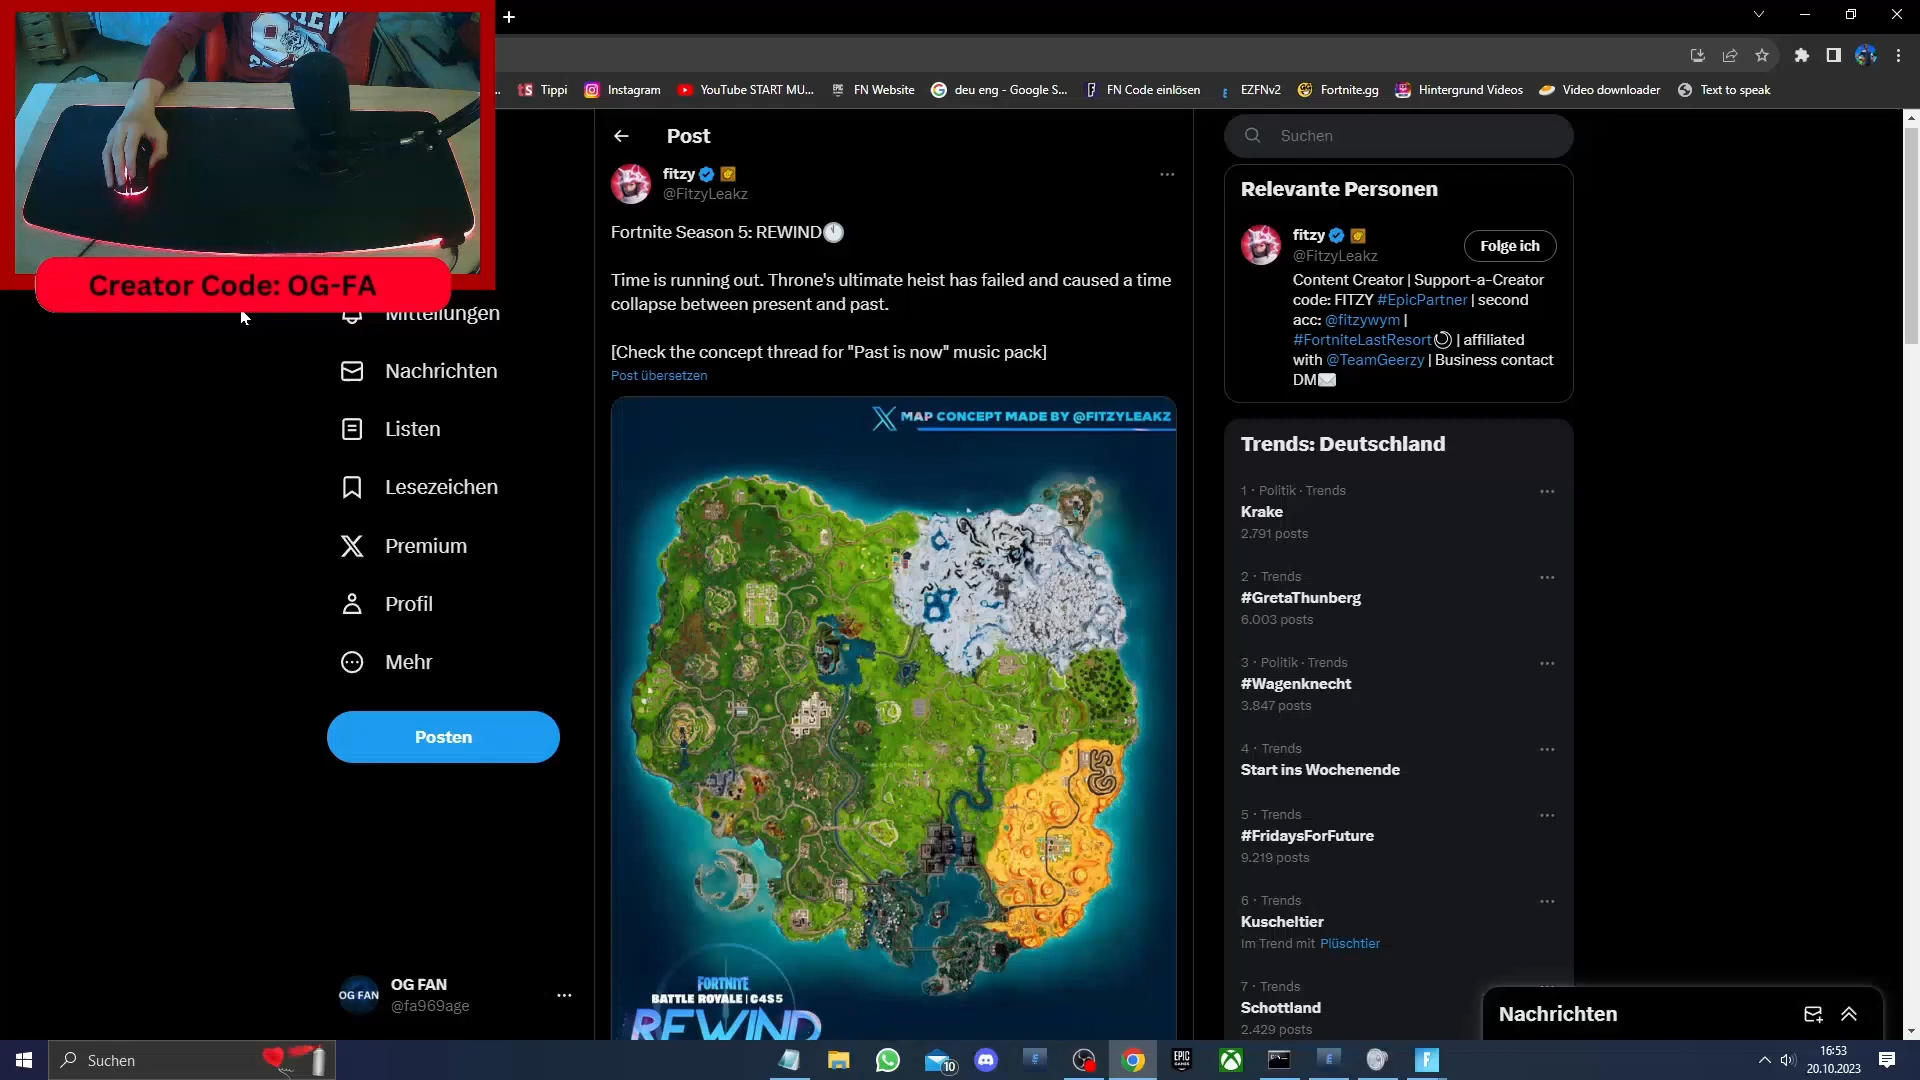 Tippi
Instagram
YouTube START MU...
FN Website
deu eng - Google S...
FN Code einlösen
EZFNv2
Fortnite.gg
Hintergrund Videos
Video downloader
Text to speak
Creator Code: OG-FA
Mitteilungen
Nachrichten
Listen
Lesezeichen
Premium
Profil
Mehr
Posten
OG FAN
OG FAN
@fa969age
Post
fitzy
@FitzyLeakz
Fortnite Season 5: REWIND
Time is running out. Throne's ultimate heist has failed and caused a time
collapse between present and past.
[Check the concept thread for "Past is now" music pack]
Post übersetzen
MAP CONCEPT MADE BY @FITZYLEAKZ
FORTNITE
BATTLE ROYALE | C4S5
REWIND
Suchen
Relevante Personen
fitzy
@FitzyLeakz
Folge ich
Content Creator | Support-a-Creator
code: FITZY #EpicPartner | second
acc: @fitzywym |
#FortniteLastResort | affiliated
with @TeamGeerzy | Business contact
DM
Trends: Deutschland
1 · Politik · Trends
Krake
2.791 posts
2 · Trends
#GretaThunberg
6.003 posts
3 · Politik · Trends
#Wagenknecht
3.847 posts
4 · Trends
Start ins Wochenende
5 · Trends
#FridaysForFuture
9.219 posts
6 · Trends
Kuscheltier
Im Trend mit Plüschtier
7 · Trends
Schottland
2.429 posts
Nachrichten
Suchen
10
EPIC
GAMES
16:53
20.10.2023